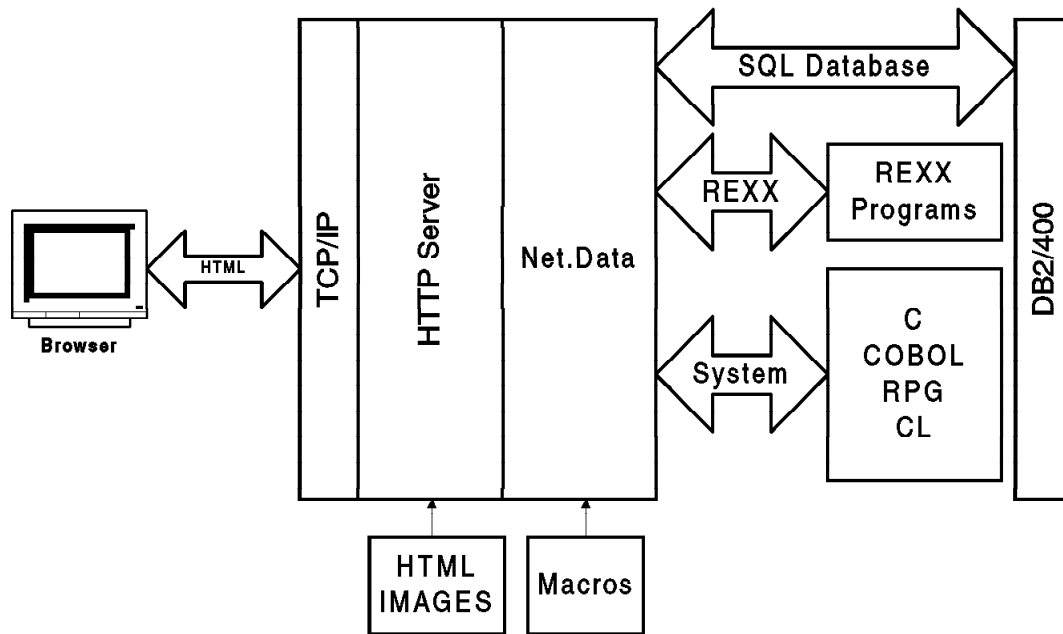 SQL Database
REXX
REXX
Programs
HTML
Browser
TCP/IP
HTTP Server
Net.Data
System
C
COBOL
RPG
CL
DB2/400
HTML
IMAGES
Macros